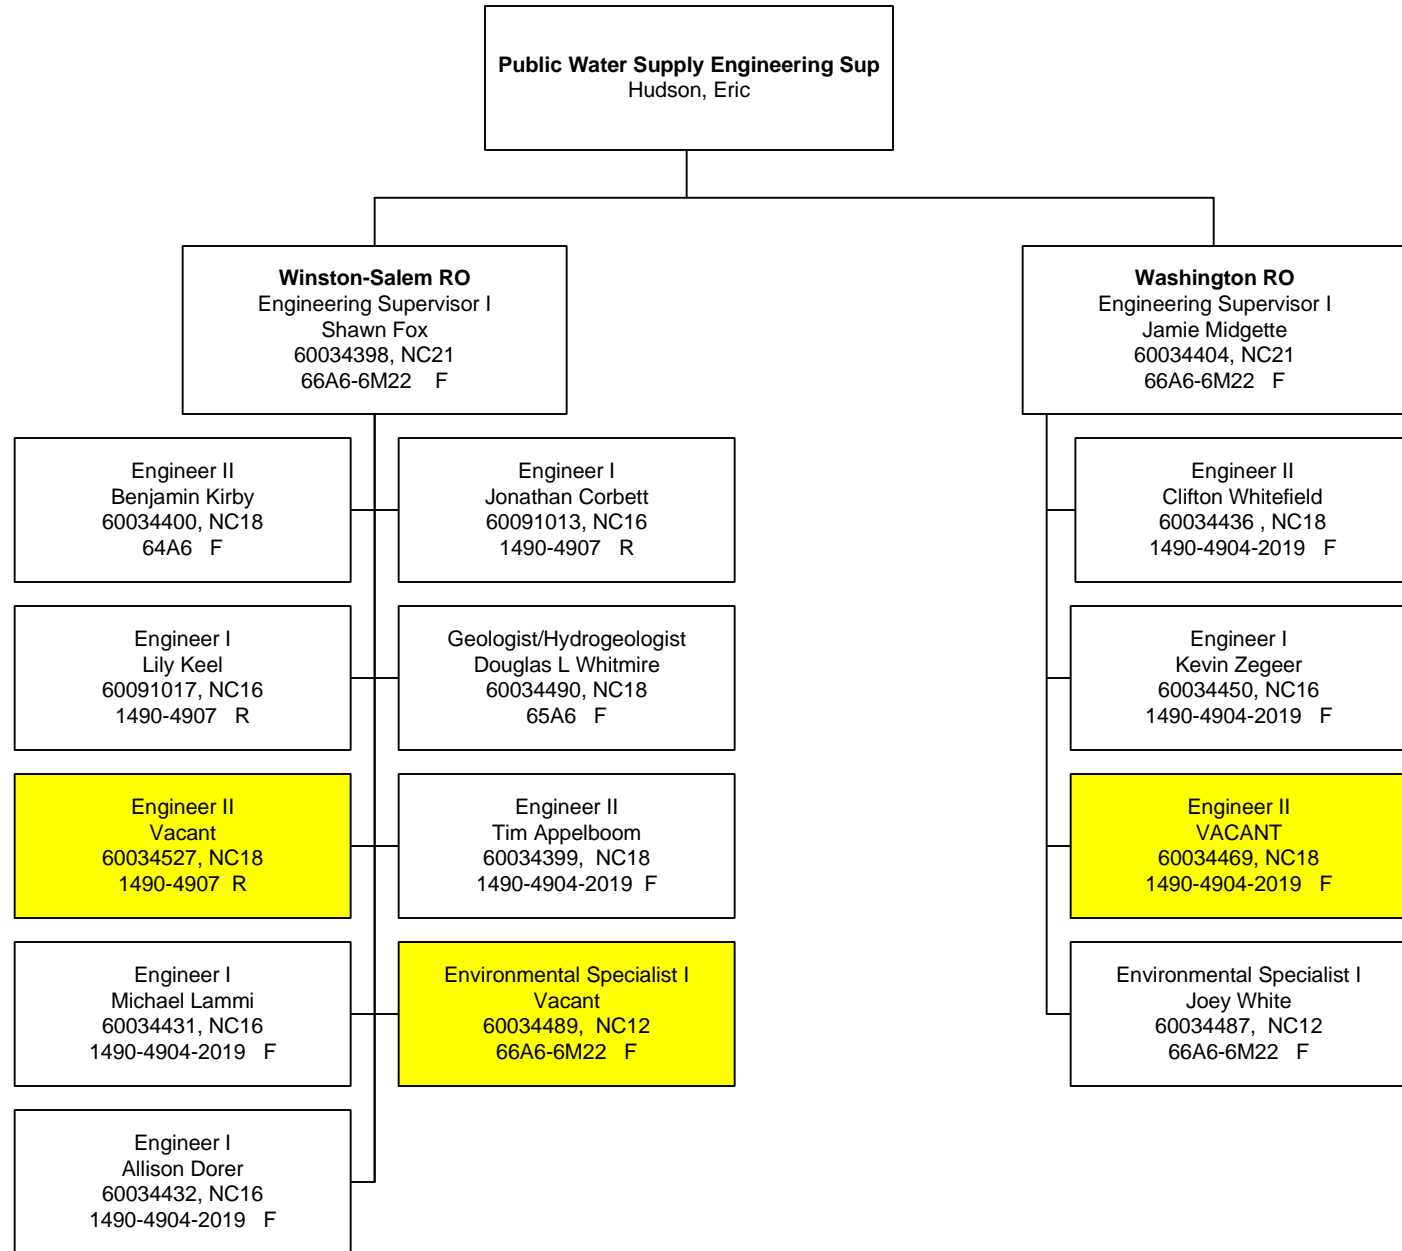 Public Water Supply Engineering Sup
Hudson, Eric
Winston-Salem RO
Engineering Supervisor I
Shawn Fox
60034398, NC21
66A6-6M22 F
Washington RO
Engineering Supervisor I
Jamie Midgette
60034404, NC21
66A6-6M22 F
Engineer II
Benjamin Kirby
60034400, NC18
64A6 F
Engineer I
Jonathan Corbett
60091013, NC16
1490-4907 R
Engineer II
Clifton Whitefield
60034436 , NC18
1490-4904-2019 F
Engineer I
Lily Keel
60091017, NC16
1490-4907 R
Geologist/Hydrogeologist
Douglas L Whitmire
60034490, NC18
65A6 F
Engineer I
Kevin Zegeer
60034450, NC16
1490-4904-2019 F
Engineer II
Vacant
60034527, NC18
1490-4907 R
Engineer II
Tim Appelboom
60034399, NC18
1490-4904-2019 F
Engineer II
VACANT
60034469, NC18
1490-4904-2019 F
Engineer I
Michael Lammi
60034431, NC16
1490-4904-2019 F
Environmental Specialist I
Vacant
60034489, NC12
66A6-6M22 F
Environmental Specialist I
Joey White
60034487, NC12
66A6-6M22 F
Engineer I
Allison Dorer
60034432, NC16
1490-4904-2019 F